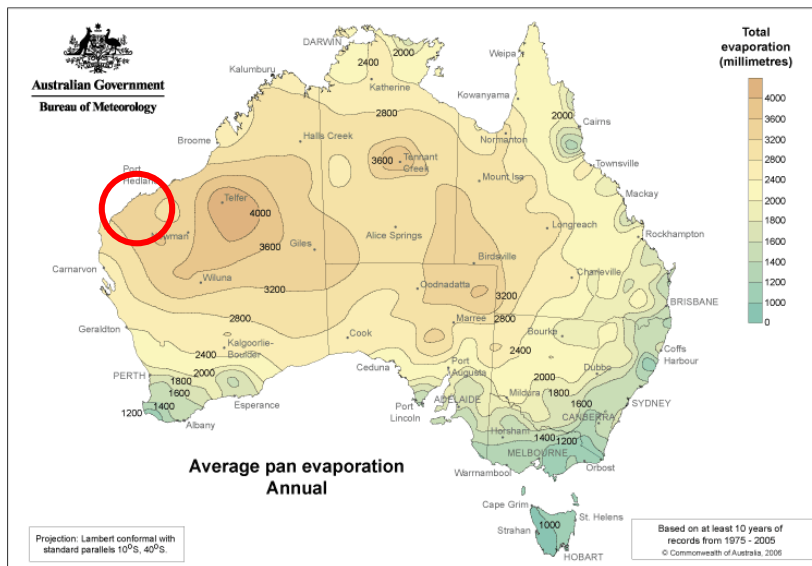 Australian Government
Bureau of Meteorology
Total
evaporation
(millimetres)
4000
3600
3200
2800
2400
2000
1800
1600
1400
1200
1000
0
DARWIN
2000
Weipa
Kalumburu
2400
Katherine
Kowanyama
2800
2000
Cairns
Broome
Halls Creek
Normanton
3600
Tennant
Creek
Townsville
Port
Hedland
Mount Isa
Mackay
Telfer
4000
Newman
3600
Giles
Alice Springs
Longreach
Rockhampton
Birdsville
Carnarvon
Wiluna
3200
Oodnadatta
Charleville
3200
BRISBANE
2800
Marree
2800
Geraldton
Cook
Bourke
Coffs
Harbour
2400
Kalgoorlie-
Boulder
Ceduna
Port
Augusta
2400
2000
PERTH
1800
1600
1400
1200
Esperance
Albany
Port
Lincoln
ADELAIDE
Mildura
2000
Dubbo
1800
1600
SYDNEY
CANBERRA
Horsham
1400
1200
MELBOURNE
Warrnambool
Orbost
Average pan evaporation
Annual
Cape Grim
St. Helens
Strahan
1000
HOBART
Projection: Lambert conformal with
standard parallels 10°S, 40°S.
Based on at least 10 years of
records from 1975 - 2005
© Commonwealth of Australia, 2006